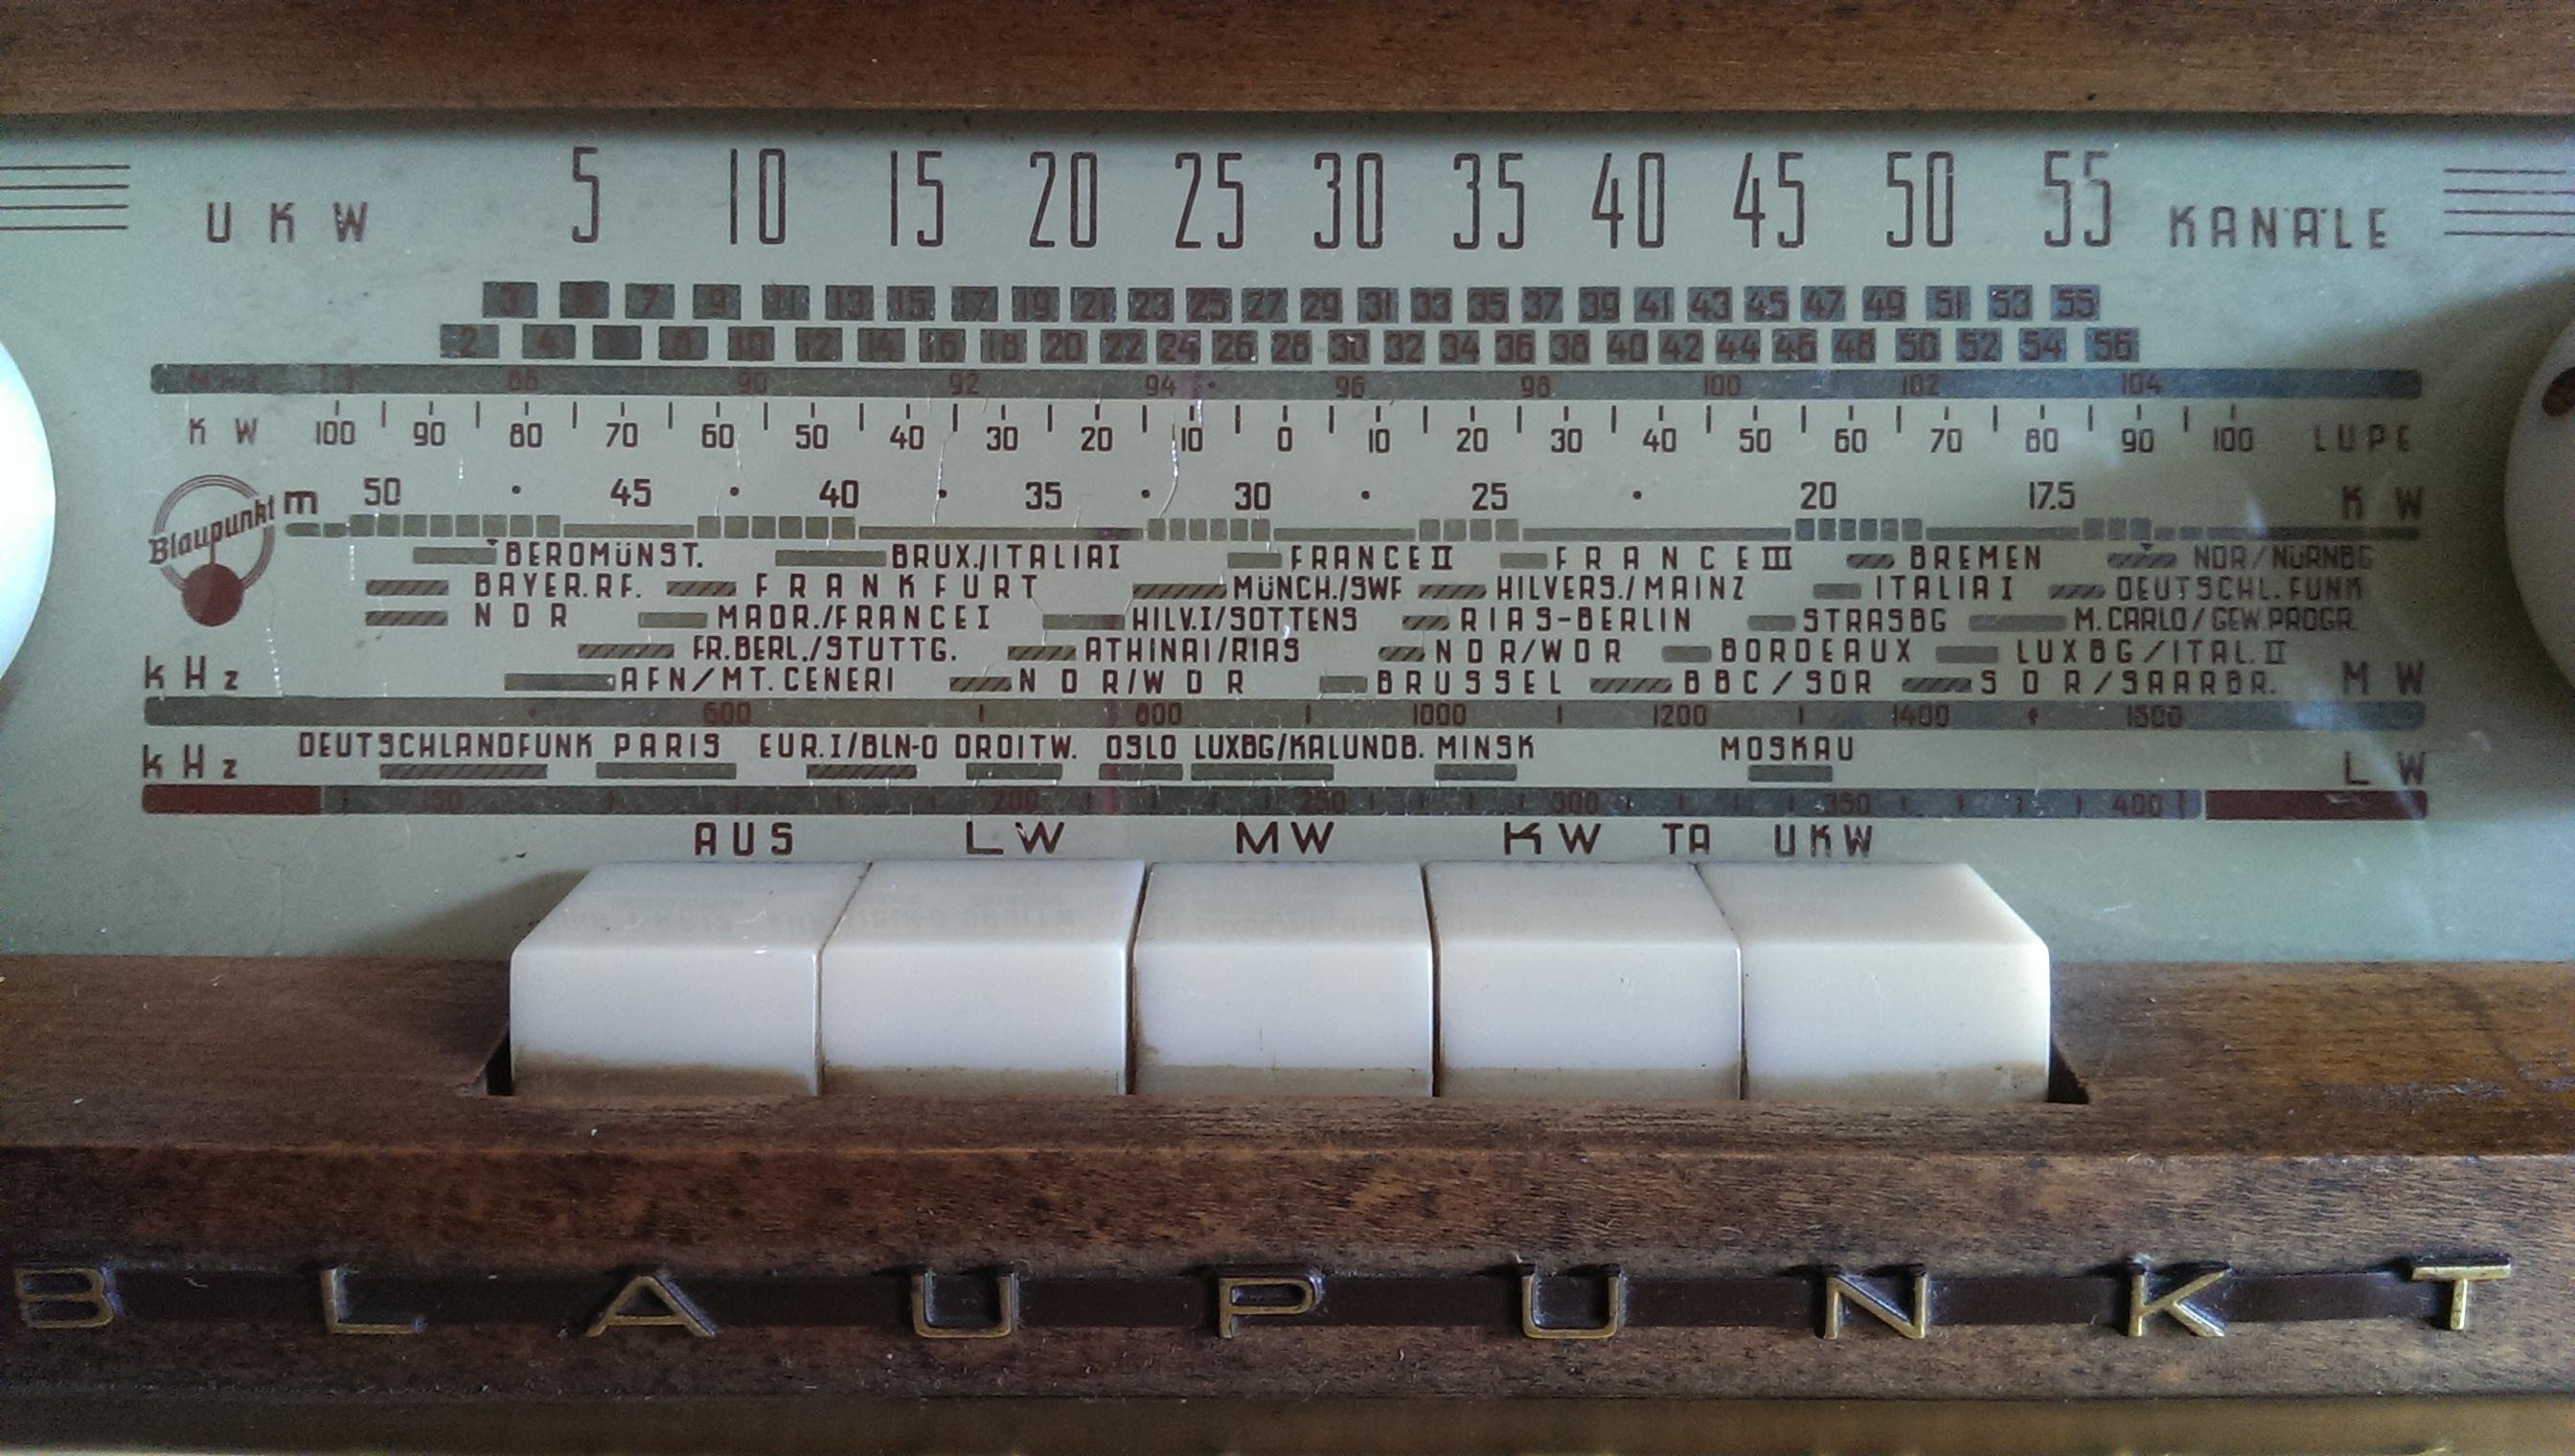 5 10 15 20 25 30 35 40 45 50 55
UKW KANÄLE
3 5 7 9 11 13 15 17 19 21 23 25 27 29 31 33 35 37 39 41 43 45 47 49 51 53 55
2 4 8 10 12 14 16 18 20 22 24 26 28 30 32 34 36 38 40 42 44 46 48 50 52 54 56
MHz 88 90 92 94 96 98 100 102 104
KW 100 90 80 70 60 50 40 30 20 10 0 10 20 30 40 50 60 70 80 90 100 LUPE
Blaupunkt
m 50 • 45 • 40 • 35 • 30 • 25 • 20 17.5 KW
BEROMÜNST. BRUX./ITALIAI FRANCE II FRANCE III BREMEN NDR/NÜRNBG
BAYER.RF. FRANKFURT MÜNCH./SWF HILVERS./MAINZ ITALIA I DEUTSCHL.FUNK
NDR MADR./FRANCE I HILV.I/SOTTENS RIAS-BERLIN STRASBG M.CARLO/GEW.PROGR.
FR.BERL./STUTTG. ATHINAI/RIAS NDR/WDR BORDEAUX LUXBG/ITAL.II
kHz AFN/MT.CENERI NDR/WDR BRUSSEL BBC/SDR SDR/SAARBR. MW
600 800 1000 1200 1400 1600
DEUTSCHLANDFUNK PARIS EUR.I/BLN-O DROITW. OSLO LUXBG/KALUNDB. MINSK MOSKAU
kHz LW
150 200 250 300 350 400
AUS LW MW KW TA UKW
BLAUPUNKT